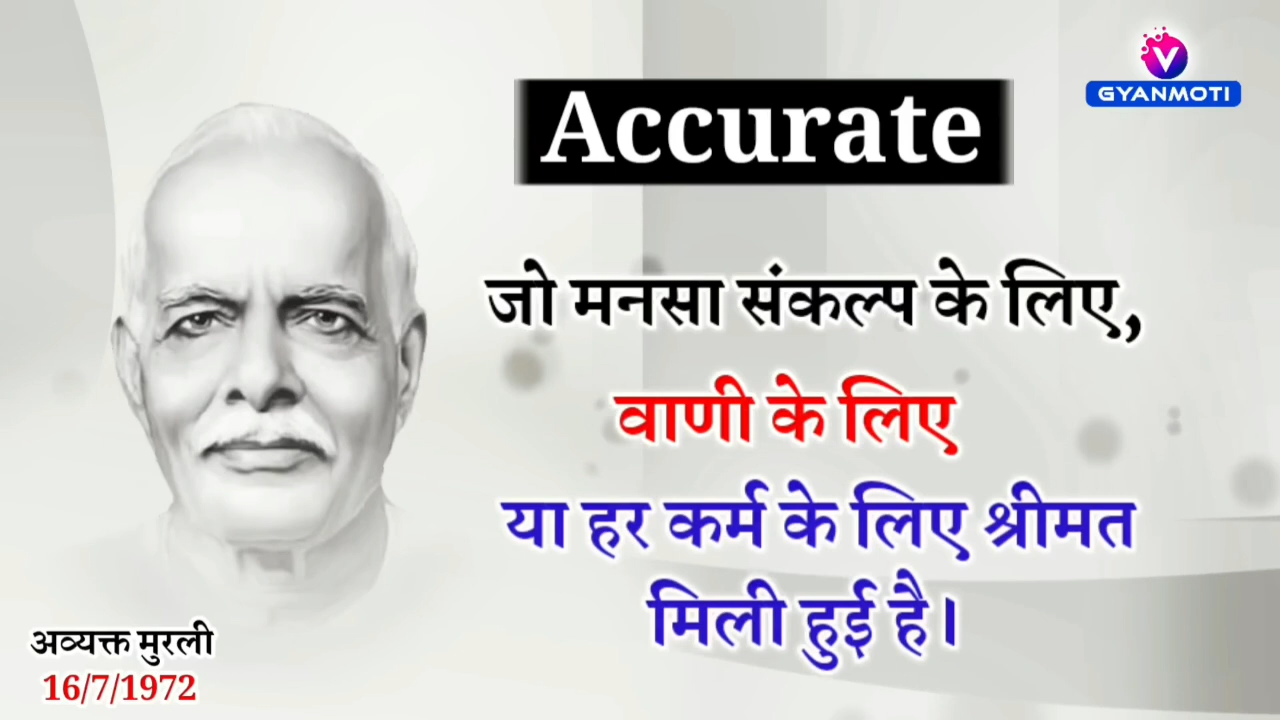 GYANMOTI
Accurate
जो मनसा संकल्प के लिए,
वाणी के लिए
या हर कर्म के लिए श्रीमत
मिली हुई है।
अव्यक्त मुरली
16/7/1972